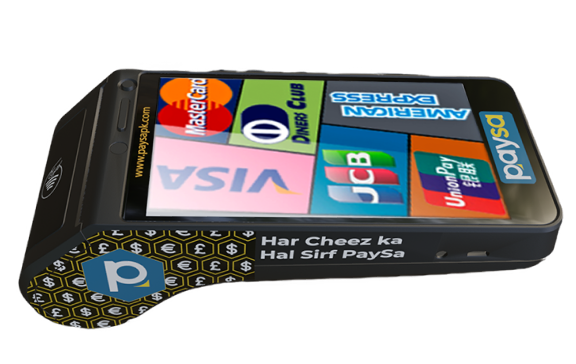 www.paysapk.com
MasterCard
DINERS CLUB
AMERICAN
EXPRESS
VISA
JCB
UnionPay
银联
paysa
Har Cheez ka
Hal Sirf PaySa